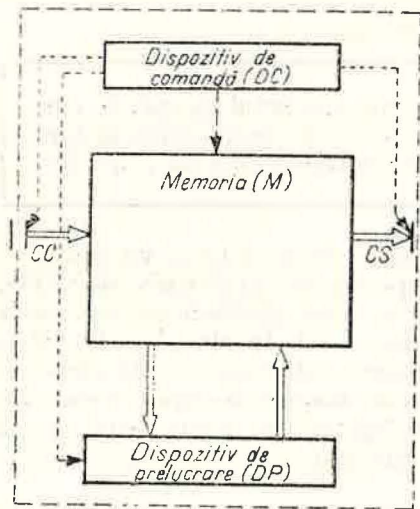 Dispozitiv de
comandă (DC)
Memoria (M)
CC
CS
Dispozitiv de
prelucrare (DP)